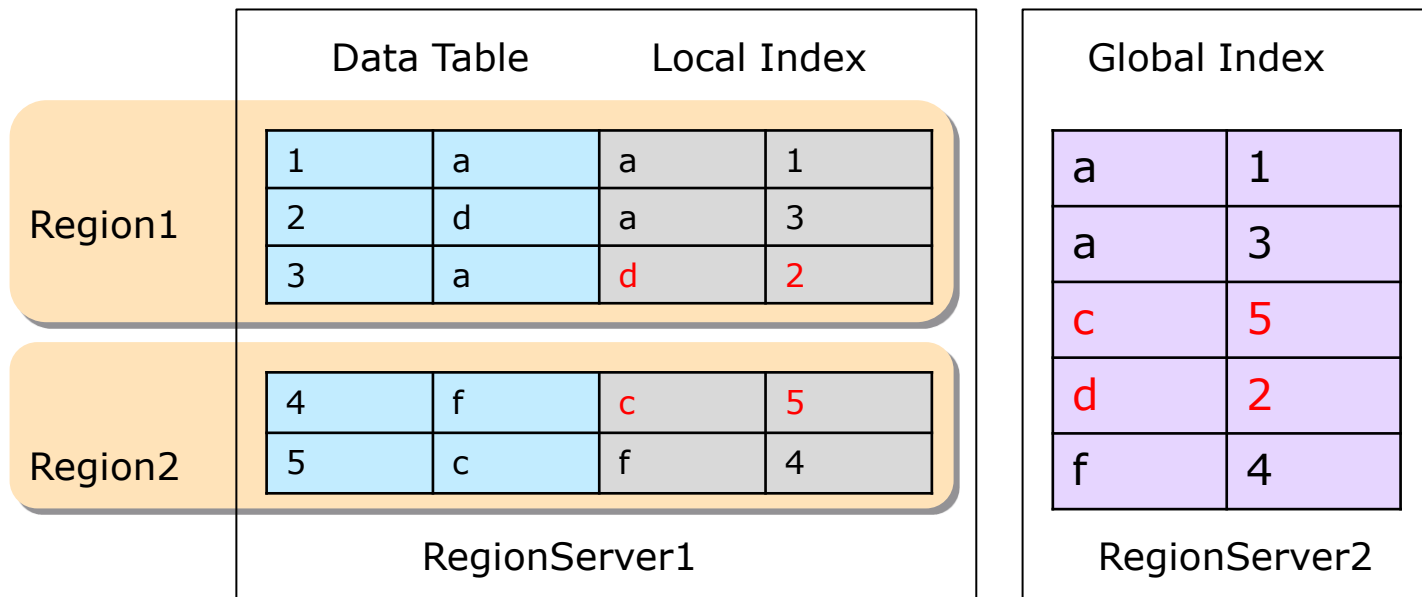 Data Table Local Index Global Index
Region1
1 a a 1
2 d a 3
3 a d 2
Region2
4 f c 5
5 c f 4
RegionServer1
a 1
a 3
c 5
d 2
f 4
RegionServer2